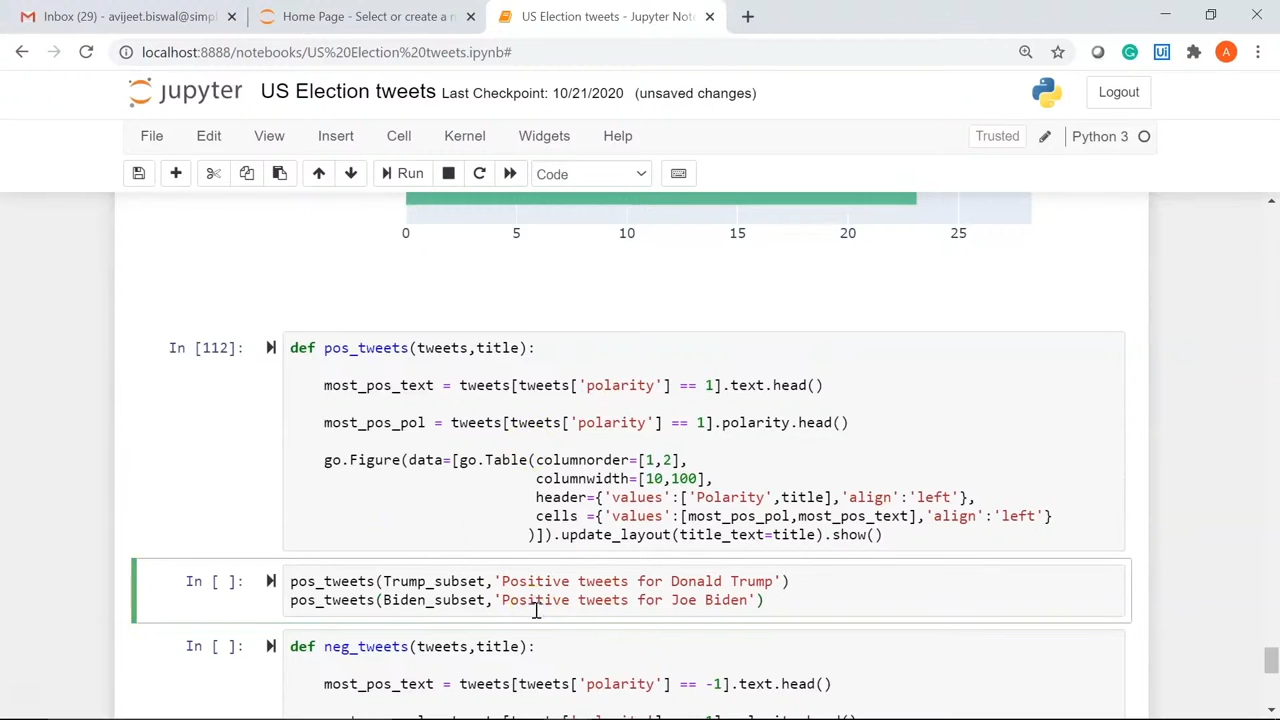 Inbox (29) - avijeet.biswal@simpl
Home Page - Select or create a n
US Election tweets - Jupyter Note
localhost:8888/notebooks/US%20Election%20tweets.ipynb#
Ui
A
jupyter
US Election tweets Last Checkpoint: 10/21/2020 (unsaved changes)
Logout
File Edit View Insert Cell Kernel Widgets Help
Trusted
Python 3
Run
Code
0 5 10 15 20 25
In [112]:
def pos_tweets(tweets,title):
most_pos_text = tweets[tweets['polarity'] == 1].text.head()
most_pos_pol = tweets[tweets['polarity'] == 1].polarity.head()
go.Figure(data=[go.Table(columnorder=[1,2],
columnwidth=[10,100],
header={'values':['Polarity',title],'align':'left'},
cells ={'values':[most_pos_pol,most_pos_text],'align':'left'}
)]).update_layout(title_text=title).show()
In [ ]:
pos_tweets(Trump_subset,'Positive tweets for Donald Trump')
pos_tweets(Biden_subset,'Positive tweets for Joe Biden')
In [ ]:
def neg_tweets(tweets,title):
most_pos_text = tweets[tweets['polarity'] == -1].text.head()